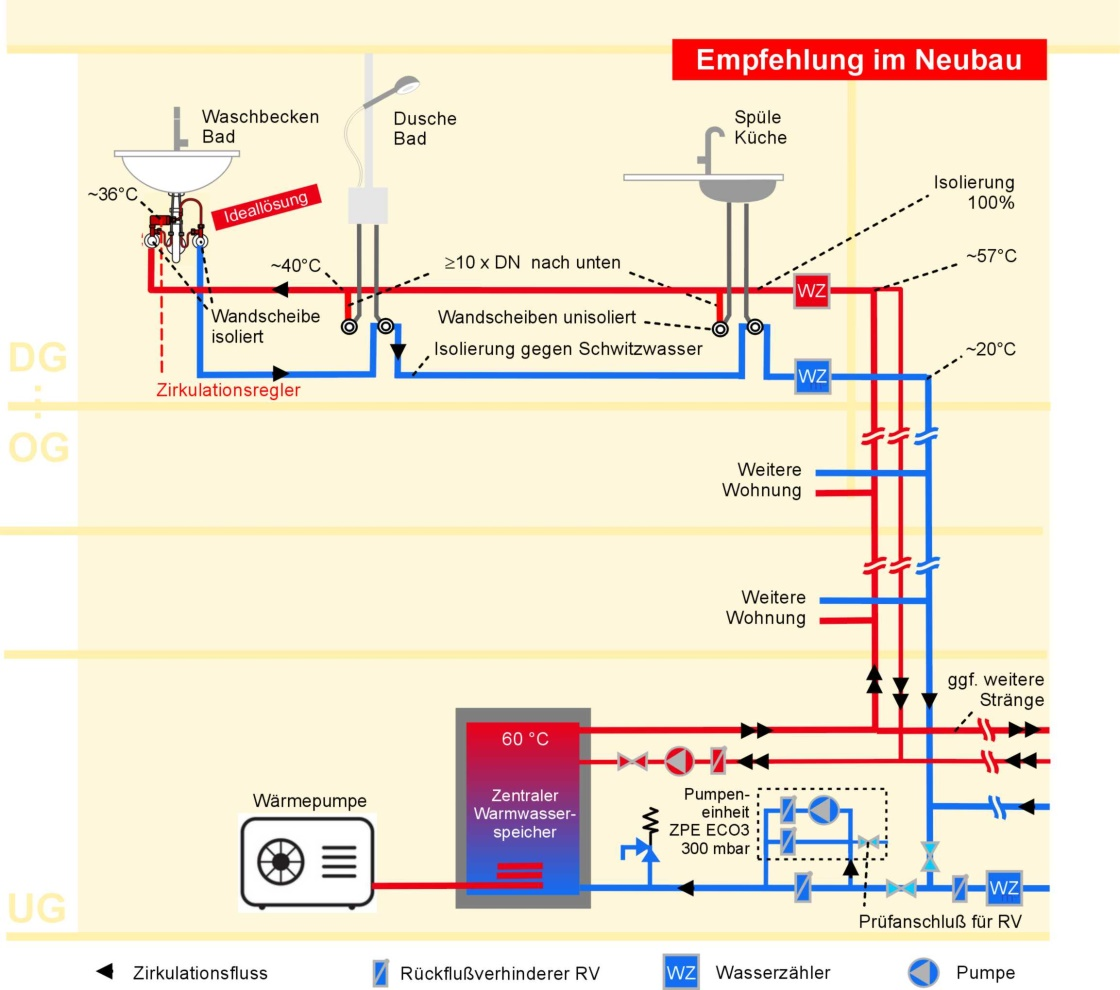 Empfehlung im Neubau
Waschbecken
Bad
Dusche
Bad
Spüle
Küche
~36°C
Ideallösung
Isolierung
100%
~40°C
≥10 x DN nach unten
~57°C
WZ
Wandscheibe
isoliert
Wandscheiben unisoliert
Isolierung gegen Schwitzwasser
~20°C
WZ
Zirkulationsregler
DG
OG
Weitere
Wohnung
Weitere
Wohnung
ggf. weitere
Stränge
60 °C
Zentraler
Warmwasser-
speicher
Wärmepumpe
Pumpen-
einheit
ZPE ECO3
300 mbar
WZ
Prüfanschluß für RV
UG
Zirkulationsfluss
Rückflußverhinderer RV
WZ
Wasserzähler
Pumpe